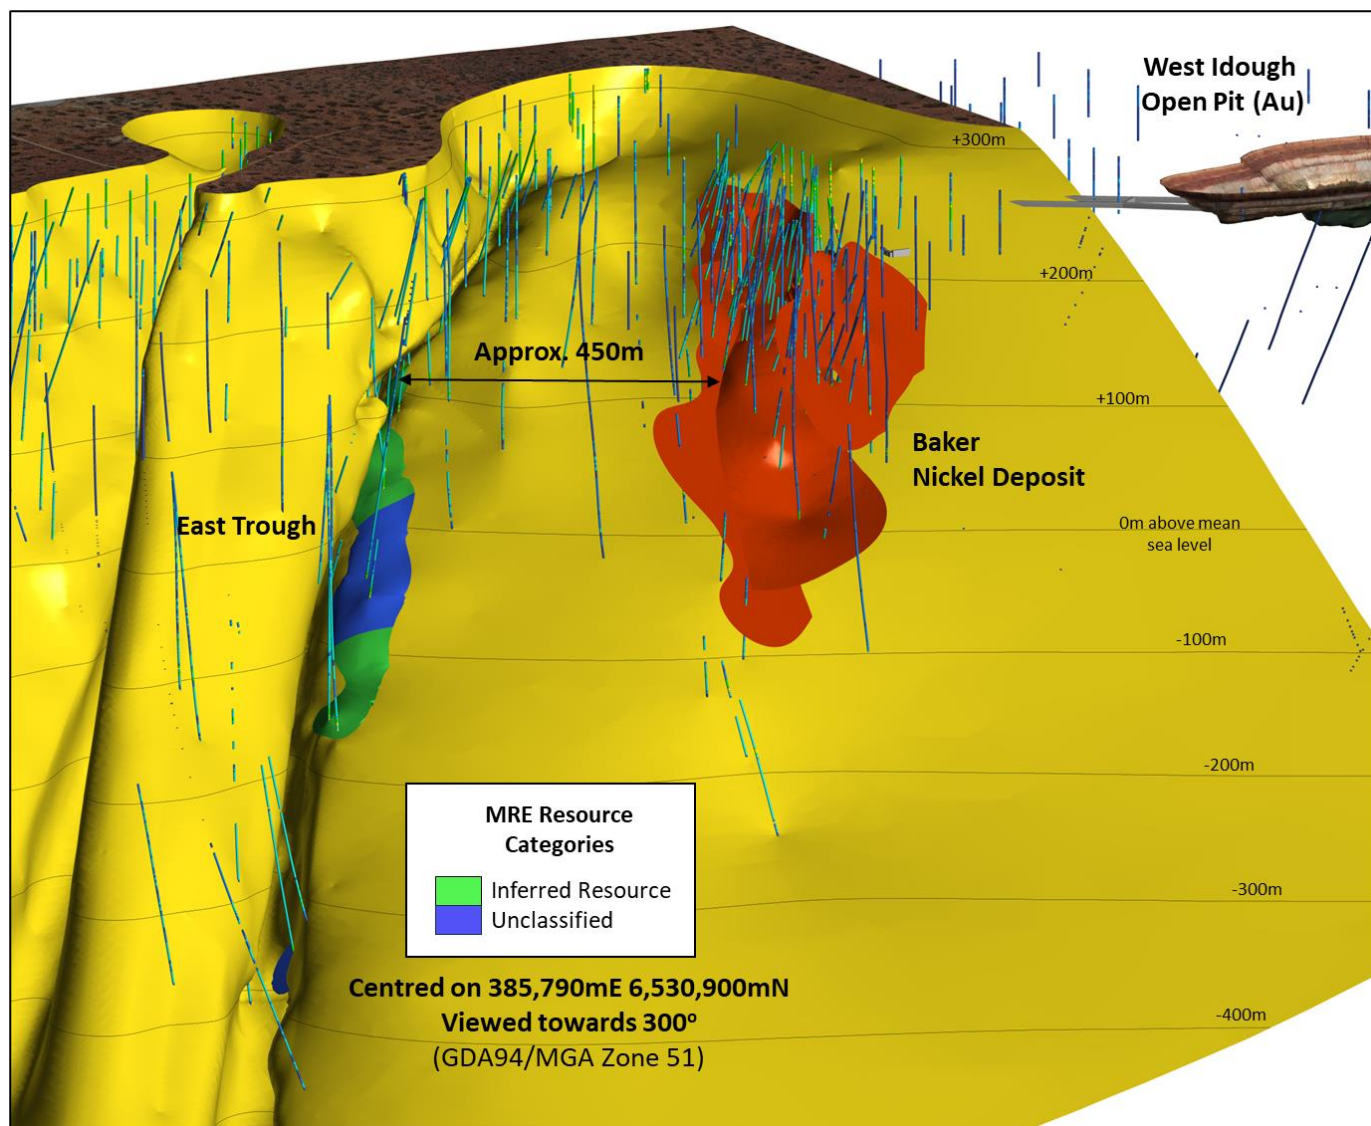 West Idough
Open Pit (Au)
+300m
+200m
Approx. 450m
+100m
Baker
Nickel Deposit
East Trough
0m above mean
sea level
-100m
-200m
MRE Resource
Categories
Inferred Resource
Unclassified
-300m
Centred on 385,790mE 6,530,900mN
Viewed towards 300º
(GDA94/MGA Zone 51)
-400m